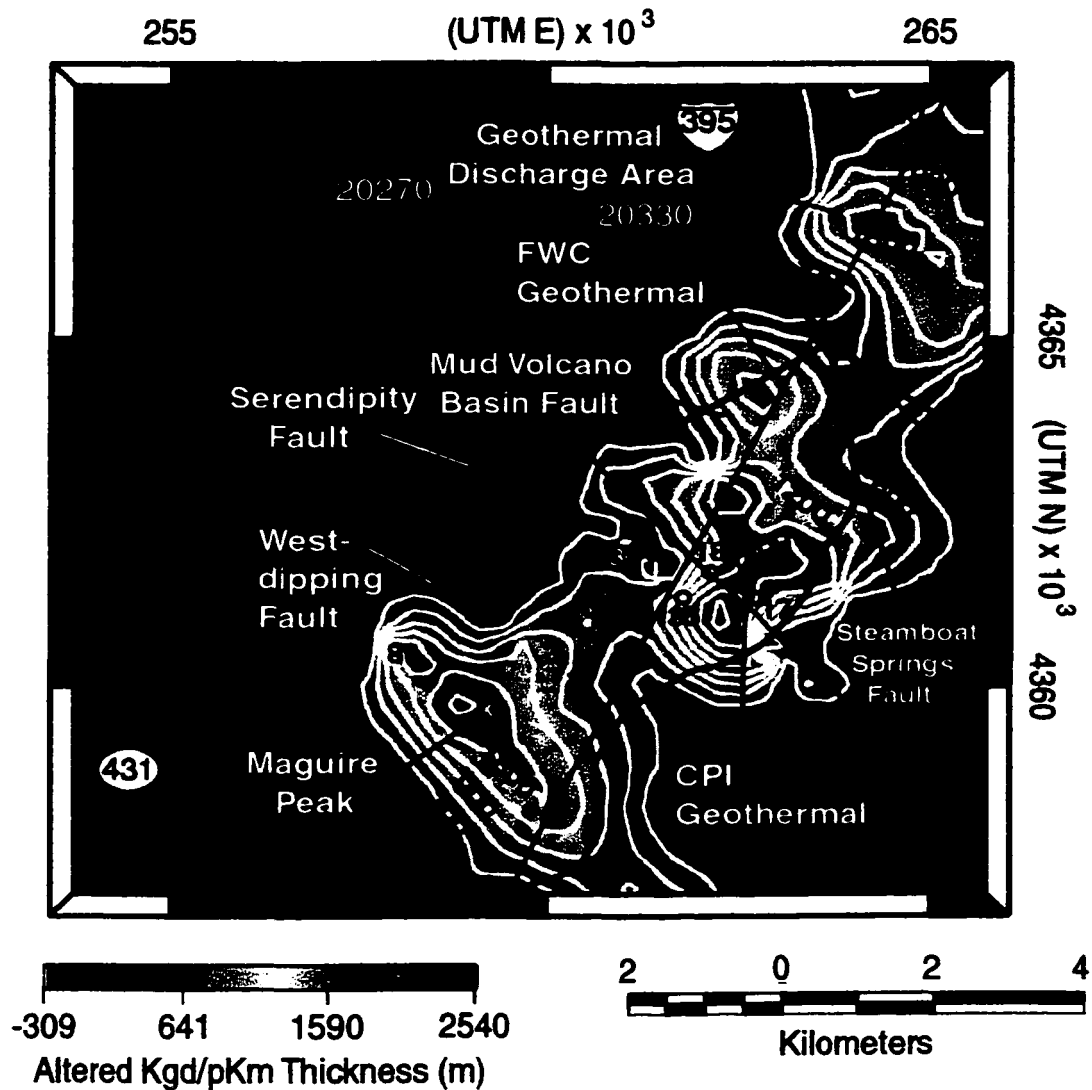 255
(UTM E) x 10³
265
395
Geothermal
Discharge Area
20270
20330
FWC
Geothermal
4365
(UTM N) x 10³
4360
Mud Volcano
Basin Fault
Serendipity
Fault
West-
dipping
Fault
Steamboat
Springs
Fault
431
Maguire
Peak
CPI
Geothermal
-309
641
1590
2540
Altered Kgd/pKm Thickness (m)
2
0
2
4
Kilometers